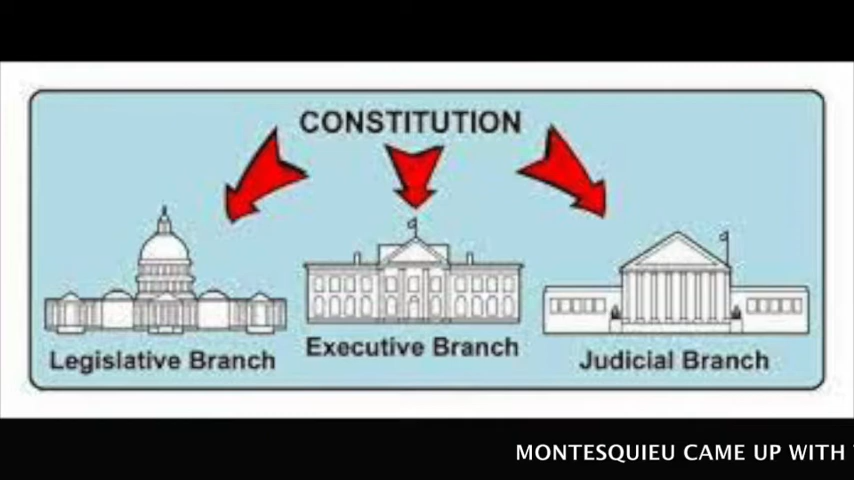 CONSTITUTION
Legislative Branch
Executive Branch
Judicial Branch
MONTESQUIEU CAME UP WITH